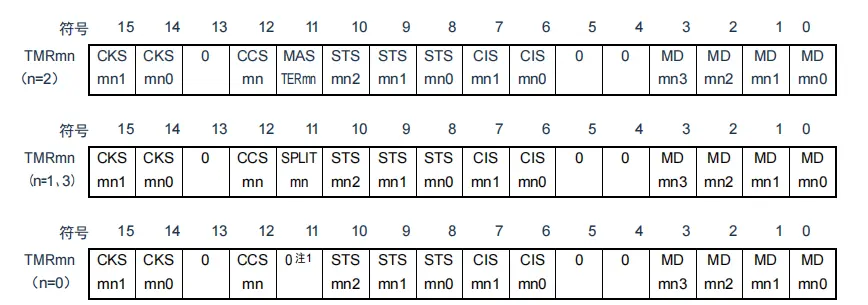 符号 15 14 13 12 11 10 9 8 7 6 5 4 3 2 1 0
TMRmn CKS CKS 0 CCS MAS STS STS STS CIS CIS 0 0 MD MD MD MD
（n=2） mn1 mn0 mn TERmn mn2 mn1 mn0 mn1 mn0 mn3 mn2 mn1 mn0
符号 15 14 13 12 11 10 9 8 7 6 5 4 3 2 1 0
TMRmn CKS CKS 0 CCS SPLIT STS STS STS CIS CIS 0 0 MD MD MD MD
(n=1、3) mn1 mn0 mn mn mn2 mn1 mn0 mn1 mn0 mn3 mn2 mn1 mn0
符号 15 14 13 12 11 10 9 8 7 6 5 4 3 2 1 0
TMRmn CKS CKS 0 CCS 0 注1 STS STS STS CIS CIS 0 0 MD MD MD MD
（n=0） mn1 mn0 mn mn2 mn1 mn0 mn1 mn0 mn3 mn2 mn1 mn0